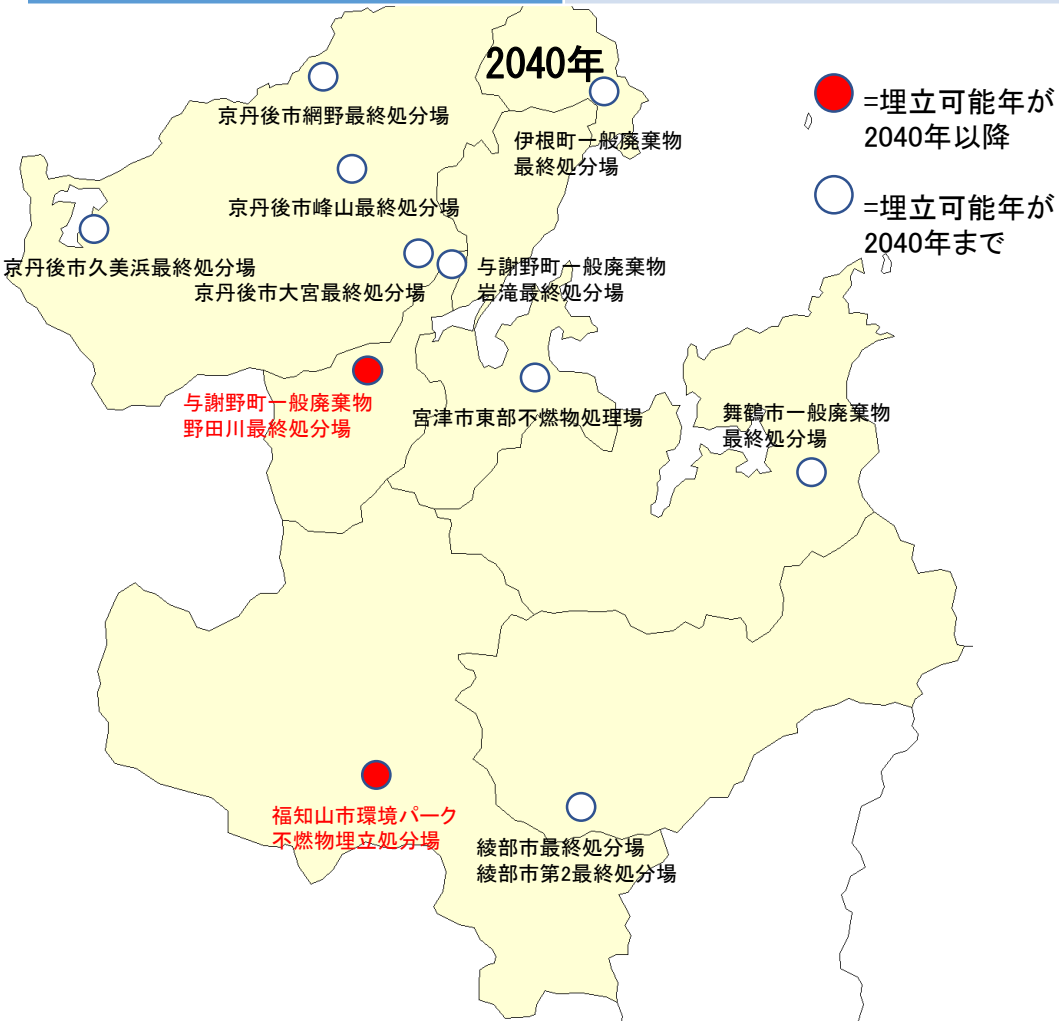 2040年
京丹後市網野最終処分場
伊根町一般廃棄物
最終処分場
=埋立可能年が
2040年以降
=埋立可能年が
2040年まで
京丹後市峰山最終処分場
京丹後市久美浜最終処分場
京丹後市大宮最終処分場
与謝野町一般廃棄物
岩滝最終処分場
与謝野町一般廃棄物
野田川最終処分場
宮津市東部不燃物処理場
舞鶴市一般廃棄物
最終処分場
福知山市環境パーク
不燃物埋立処分場
綾部市最終処分場
綾部市第2最終処分場